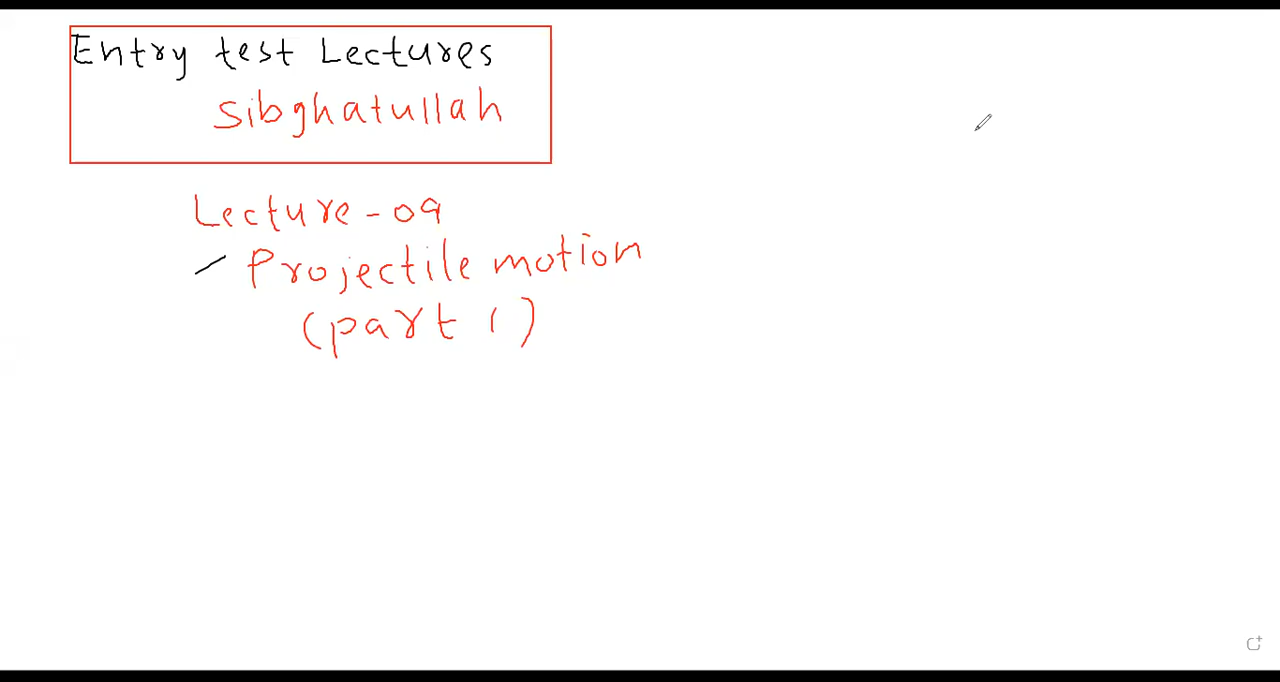 Entry test Lectures
Sibghatullah
Lecture - 09
Projectile motion
(part 1)